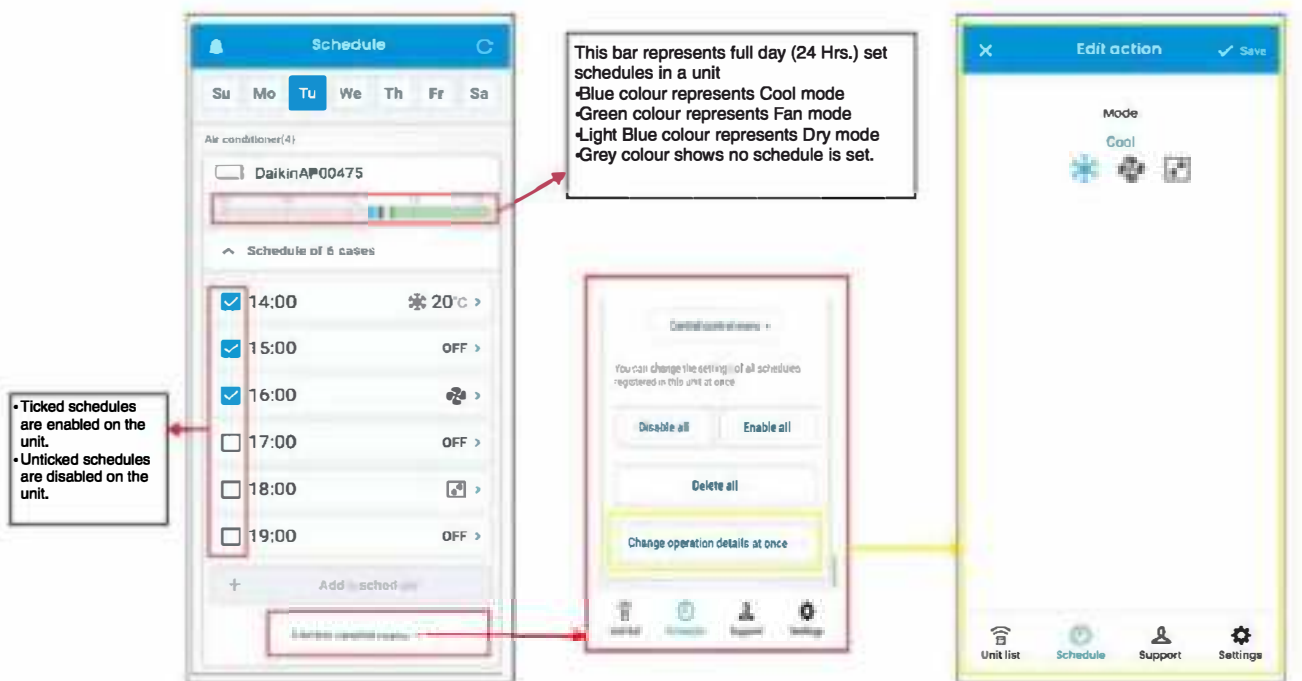 Schedule
Su Mo Tu We Th Fr Sa
Air conditioner(4)
DaikinAP00475
Schedule of 6 cases
14:00 20°C >
15:00 OFF >
16:00 >
17:00 OFF >
18:00 >
19:00 OFF >
+ Add
•Ticked schedules
are enabled on the
unit.
•Unticked schedules
are disabled on the
unit.
This bar represents full day (24 Hrs.) set
schedules in a unit
•Blue colour represents Cool mode
•Green colour represents Fan mode
•Light Blue colour represents Dry mode
•Grey colour shows no schedule is set.
You can change the settings of all schedules
registered in this unit at once
Disable all Enable all
Delete all
Change operation details at once
Unit list Schedule Support Settings
Edit action Save
Mode
Cool
Unit list Schedule Support Settings